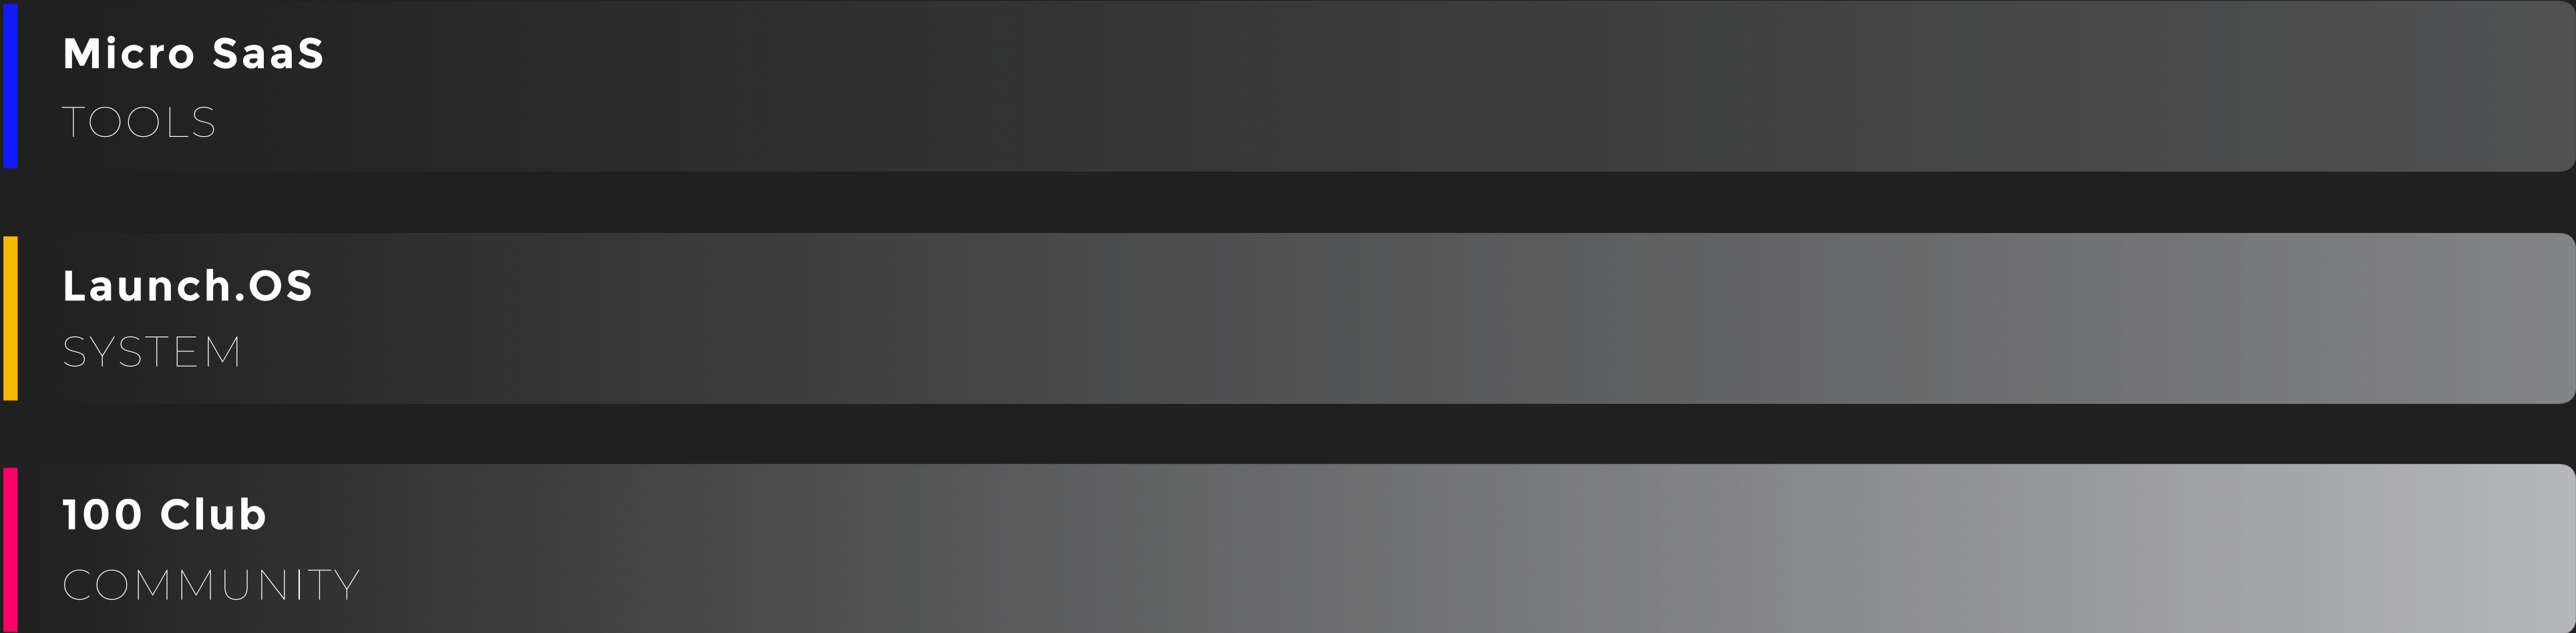 Micro SaaS
TOOLS
Launch.OS
SYSTEM
100 Club
COMMUNITY